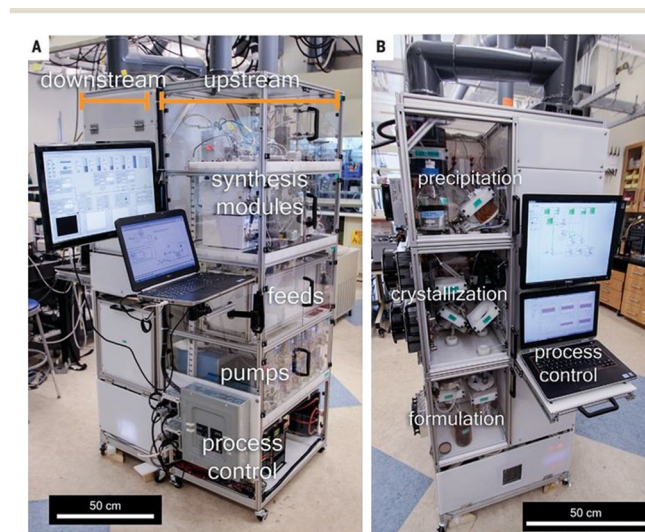 A
downstream
upstream
synthesis
modules
feeds
pumps
process
control
50 cm
B
precipitation
crystallization
process
control
formulation
50 cm